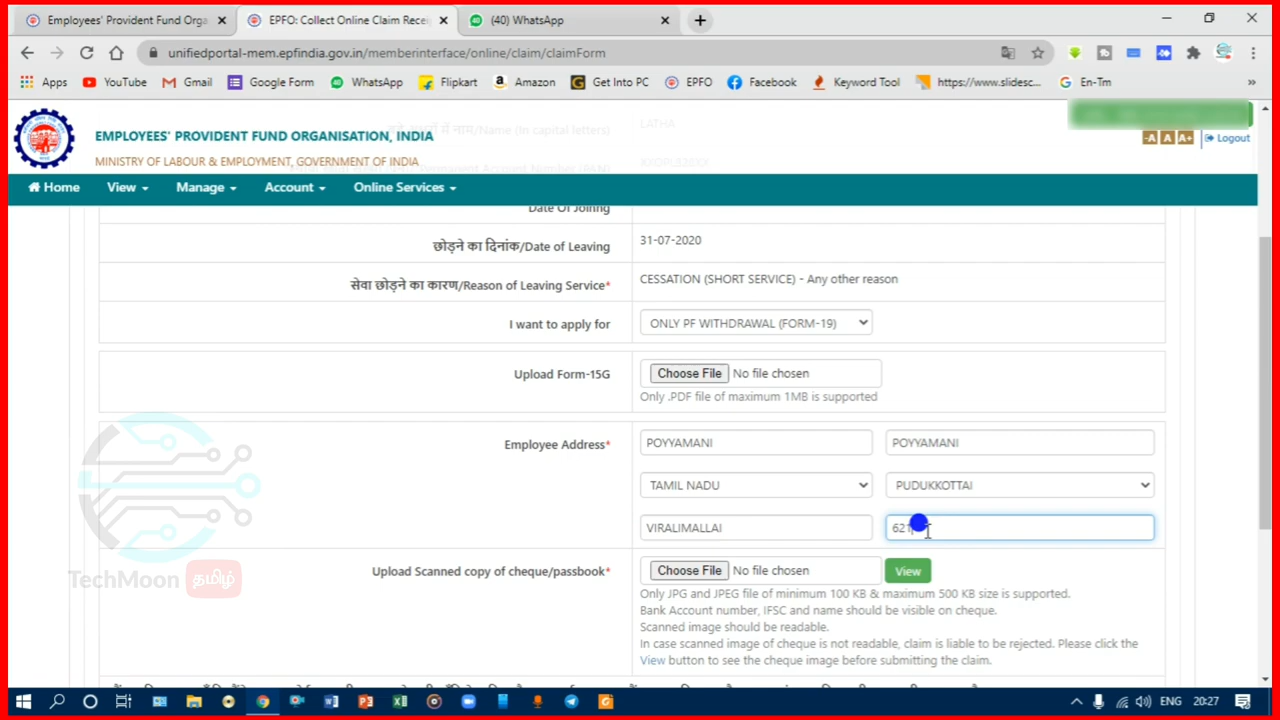 Employees' Provident Fund Orga
EPFO: Collect Online Claim Recei
(40) WhatsApp
unifiedportal-mem.epfindia.gov.in/memberinterface/online/claim/claimForm
Apps YouTube Gmail Google Form WhatsApp Flipkart Amazon Get Into PC EPFO Facebook Keyword Tool https://www.slidesc... En-Tm »
EMPLOYEES' PROVIDENT FUND ORGANISATION, INDIA
MINISTRY OF LABOUR & EMPLOYMENT, GOVERNMENT OF INDIA
/Name (In capital letters) LATHA
-A A A+ Logout
Home View Manage Account Online Services
Date Of Joining
छोड़ने का दिनांक/Date of Leaving 31-07-2020
सेवा छोड़ने का कारण/Reason of Leaving Service* CESSATION (SHORT SERVICE) - Any other reason
I want to apply for ONLY PF WITHDRAWAL (FORM-19)
Upload Form-15G Choose File No file chosen
Only .PDF file of maximum 1MB is supported
Employee Address* POYYAMANI POYYAMANI
TAMIL NADU PUDUKKOTTAI
VIRALIMALLAI 621
Upload Scanned copy of cheque/passbook* Choose File No file chosen View
Only JPG and JPEG file of minimum 100 KB & maximum 500 KB size is supported.
Bank Account number, IFSC and name should be visible on cheque.
Scanned image should be readable.
In case scanned image of cheque is not readable, claim is liable to be rejected. Please click the
View button to see the cheque image before submitting the claim.
TechMoon தமிழ்
ENG 20:27